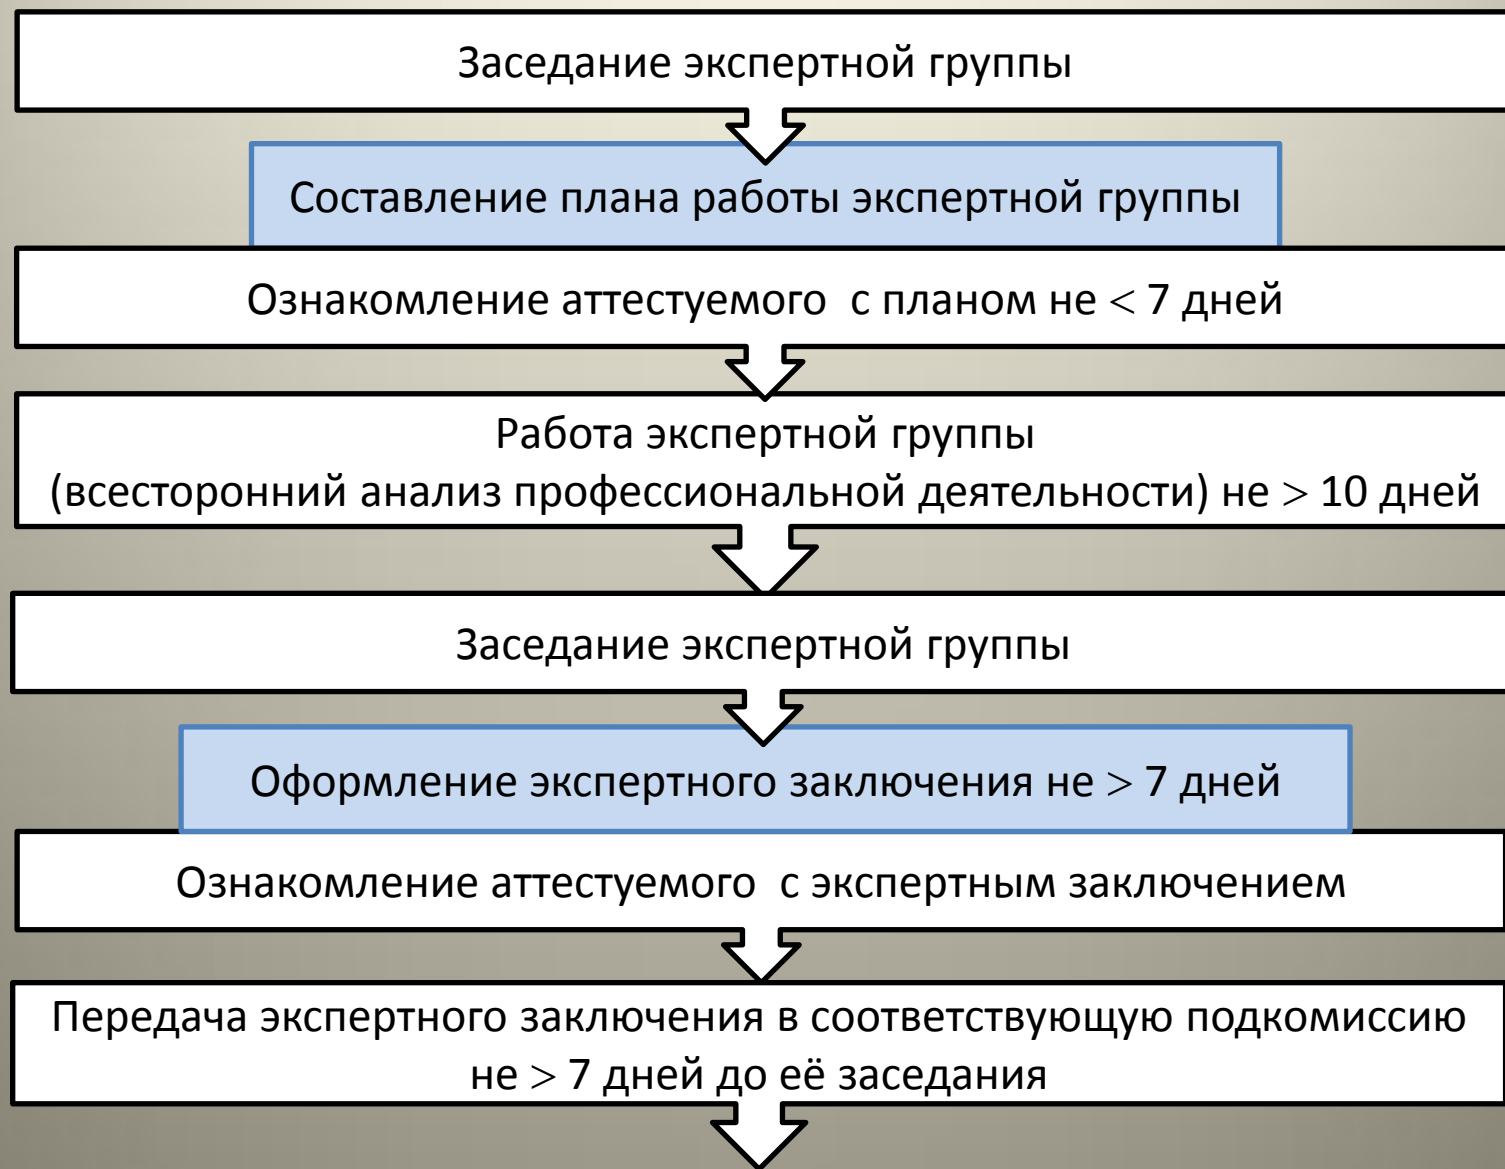 Заседание экспертной группы
Составление плана работы экспертной группы
Ознакомление аттестуемого с планом не < 7 дней
Работа экспертной группы
(всесторонний анализ профессиональной деятельности) не > 10 дней
Заседание экспертной группы
Оформление экспертного заключения не > 7 дней
Ознакомление аттестуемого с экспертным заключением
Передача экспертного заключения в соответствующую подкомиссию
не > 7 дней до её заседания